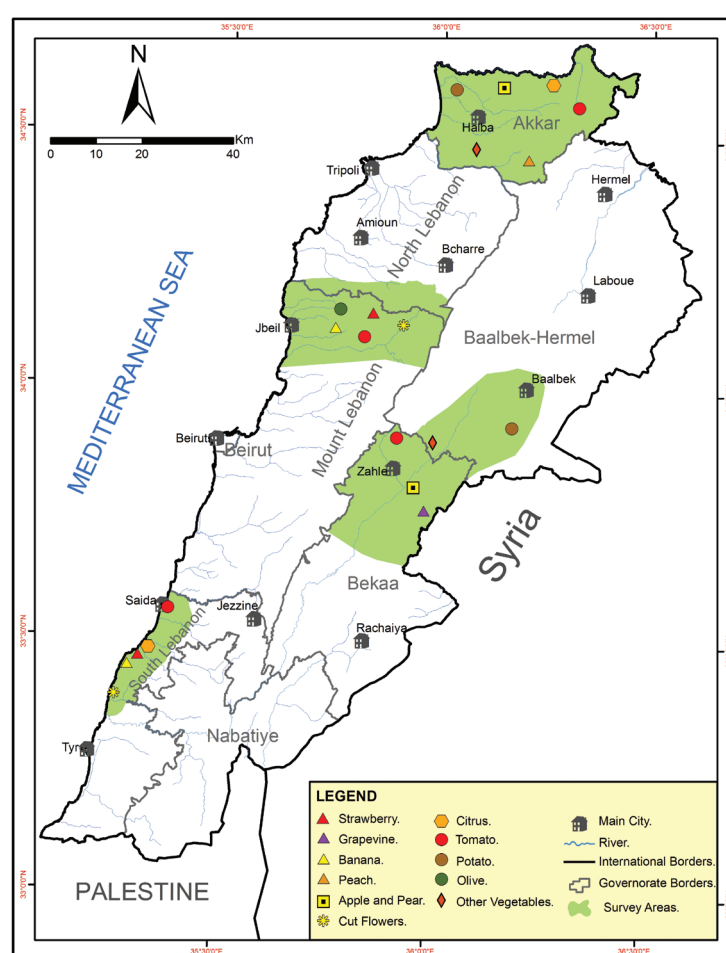 35°30'0"E 36°0'0"E 36°30'0"E
N
Km
0 10 20 40
34°30'0"N
34°0'0"N
33°30'0"N
33°0'0"N
Halba
Akkar
Tripoli
Hermel
North Lebanon
Amioun
Bcharre
Laboue
MEDITERRANEAN SEA
Jbeil
Baalbek-Hermel
Baalbek
Mount Lebanon
Beirut
Beirut
Zahle
Syria
Bekaa
Saida
Jezzine
South Lebanon
Rachaiya
Nabatiye
Tyre
PALESTINE
LEGEND
Strawberry.
Grapevine.
Banana.
Peach.
Apple and Pear.
Cut Flowers.
Citrus.
Tomato.
Potato.
Olive.
Other Vegetables.
Main City.
River.
International Borders.
Governorate Borders.
Survey Areas.
35°30'0"E 36°0'0"E 36°30'0"E